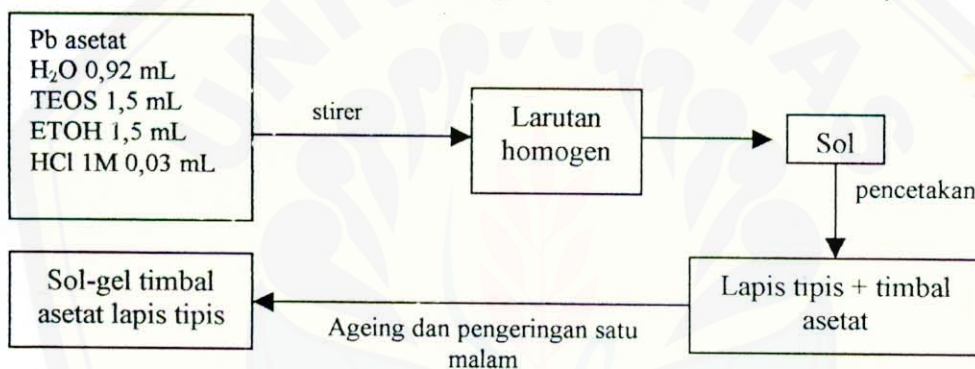 Pb asetat
H₂O 0,92 mL
TEOS 1,5 mL
ETOH 1,5 mL
HCl 1M 0,03 mL
stirer
Larutan
homogen
Sol
pencetakan
Lapis tipis + timbal
asetat
Ageing dan pengeringan satu
malam
Sol-gel timbal
asetat lapis tipis